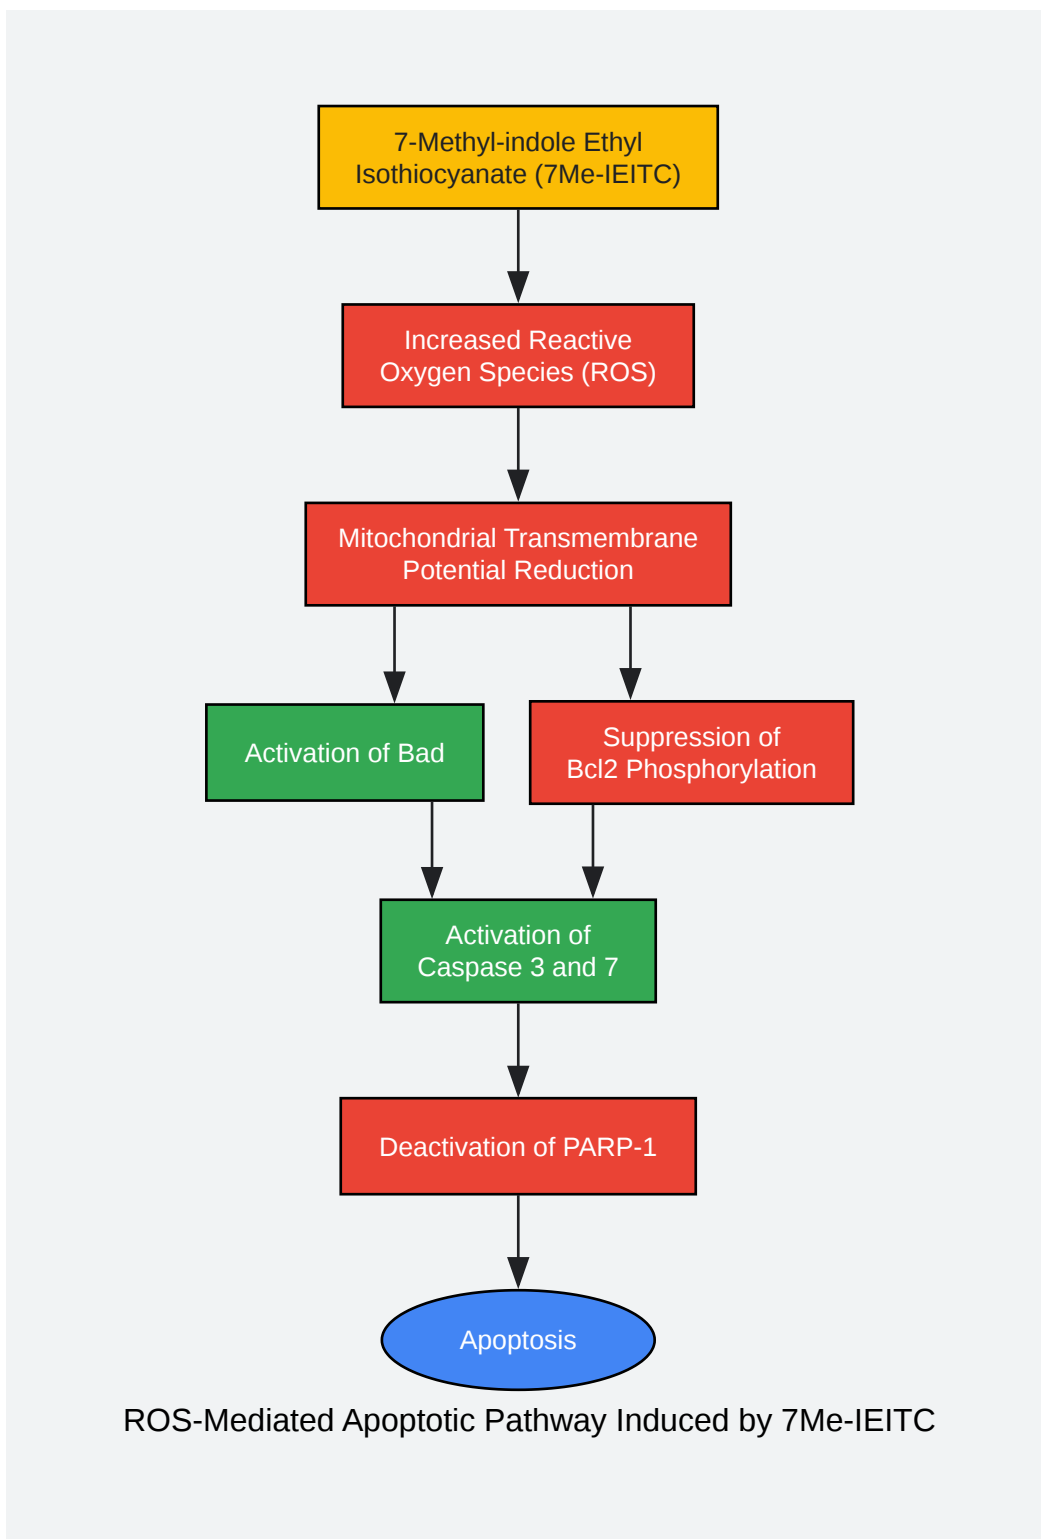 7-Methyl-indole Ethyl
Isothiocyanate (7Me-IEITC)
Increased Reactive
Oxygen Species (ROS)
Mitochondrial Transmembrane
Potential Reduction
Activation of Bad
Suppression of
Bcl2 Phosphorylation
Activation of
Caspase 3 and 7
Deactivation of PARP-1
Apoptosis
ROS-Mediated Apoptotic Pathway Induced by 7Me-IEITC